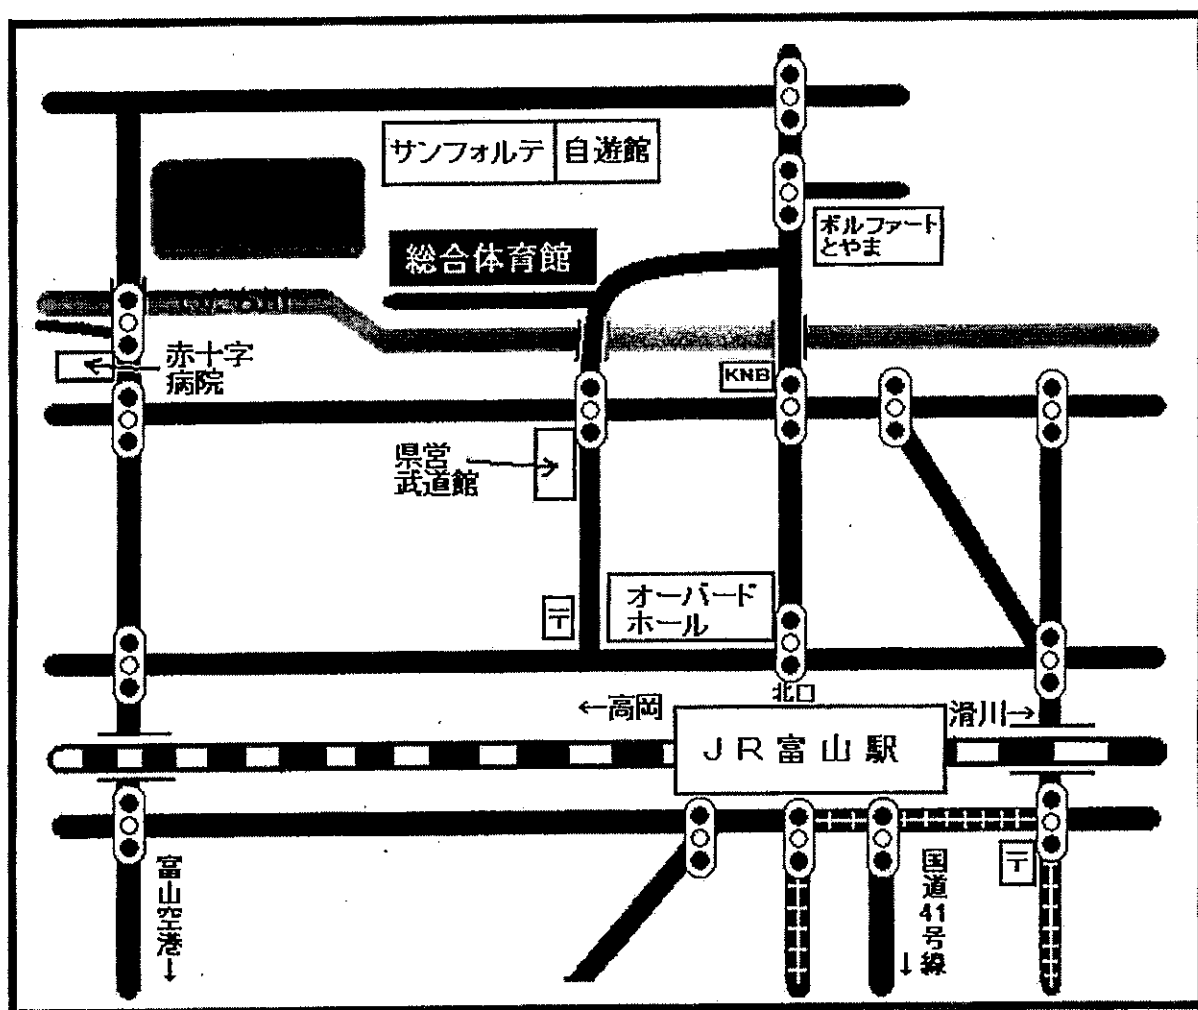 サンフォルテ
自遊館
ボルファート
とやま
総合体育館
赤十字
病院
KNB
県営
武道館
オーバード
ホール
〒
北口
←高岡
滑川→
JR富山駅
富山空港↓
国道41号線
↓
〒